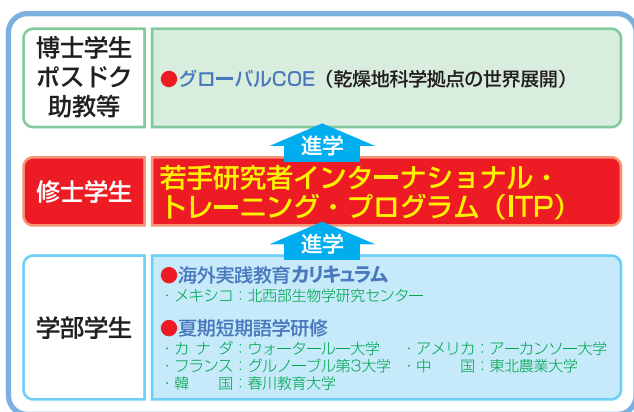 博士学生
ポスドク
助教等
●グローバルCOE（乾燥地科学拠点の世界展開）
進学
修士学生
若手研究者インターナショナル・
トレーニング・プログラム（ITP）
進学
学部学生
●海外実践教育カリキュラム
・メキシコ：北西部生物学研究センター
●夏期短期語学研修
・カ ナ ダ：ウォータールー大学　・アメリカ：アーカンソー大学
・フランス：グルノーブル第3大学　・中　　国：東北農業大学
・韓　　国：春川教育大学